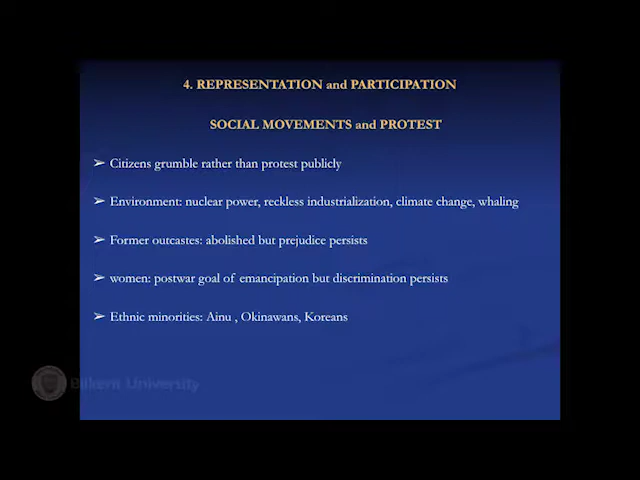 4. REPRESENTATION and PARTICIPATION
SOCIAL MOVEMENTS and PROTEST
➢ Citizens grumble rather than protest publicly
➢ Environment: nuclear power, reckless industrialization, climate change, whaling
➢ Former outcastes: abolished but prejudice persists
➢ women: postwar goal of emancipation but discrimination persists
➢ Ethnic minorities: Ainu , Okinawans, Koreans
Bilkent University